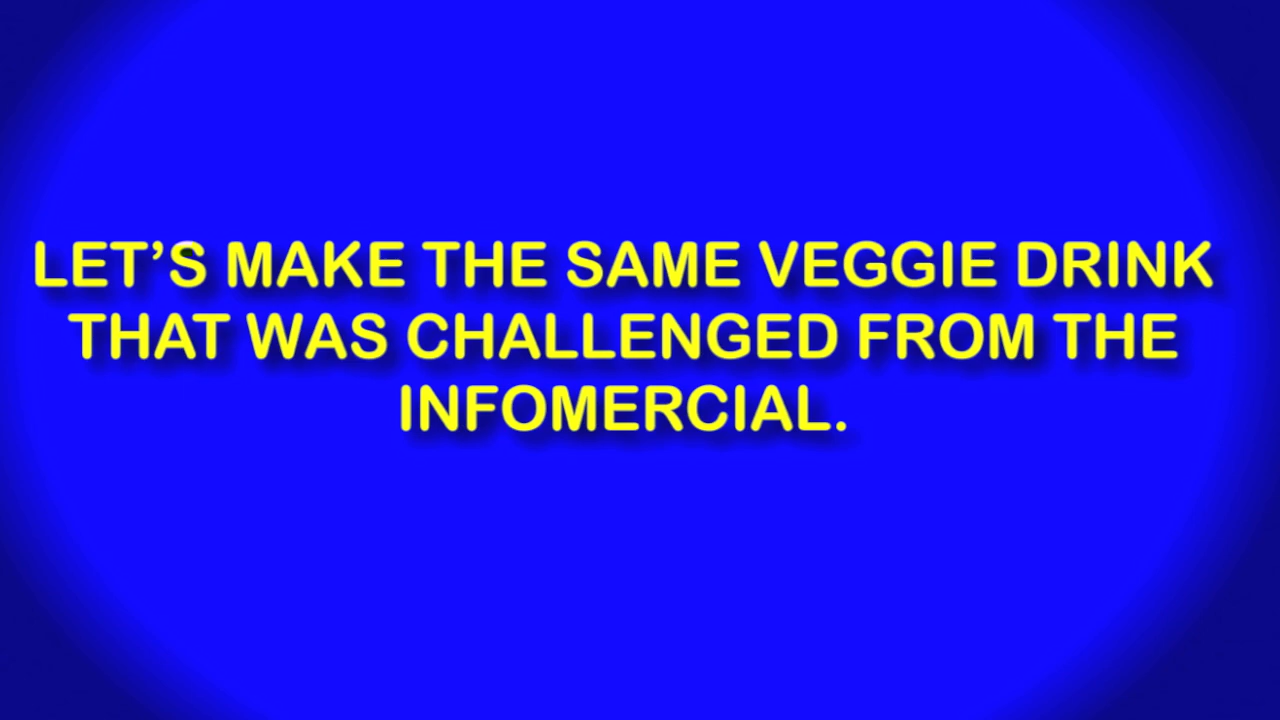 LET’S MAKE THE SAME VEGGIE DRINK
THAT WAS CHALLENGED FROM THE
INFOMERCIAL.